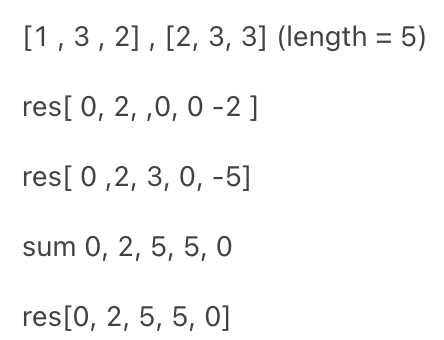 [1 , 3 , 2] , [2, 3, 3] (length = 5)
res[ 0, 2, ,0, 0 -2 ]
res[ 0 ,2, 3, 0, -5]
sum 0, 2, 5, 5, 0
res[0, 2, 5, 5, 0]